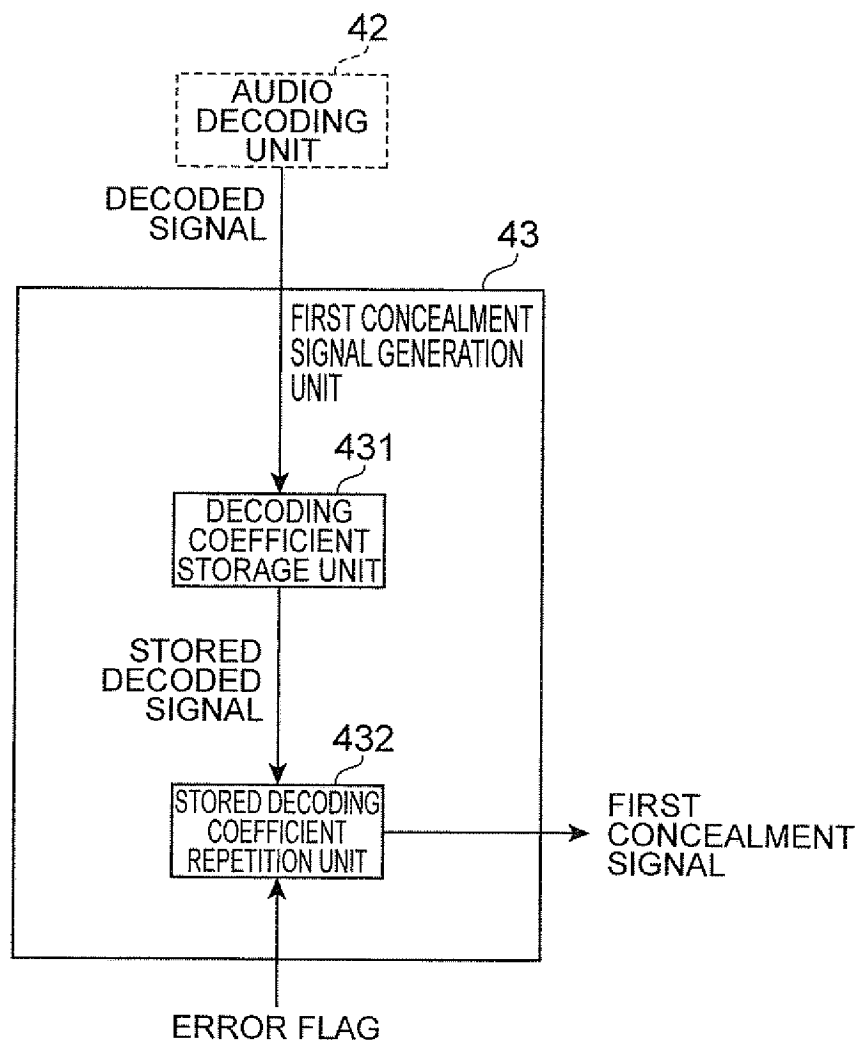 42
AUDIO
DECODING
UNIT
DECODED
SIGNAL
43
FIRST CONCEALMENT
SIGNAL GENERATION
UNIT
431
DECODING
COEFFICIENT
STORAGE UNIT
STORED
DECODED
SIGNAL
432
STORED DECODING
COEFFICIENT
REPETITION UNIT
FIRST
CONCEALMENT
SIGNAL
ERROR FLAG